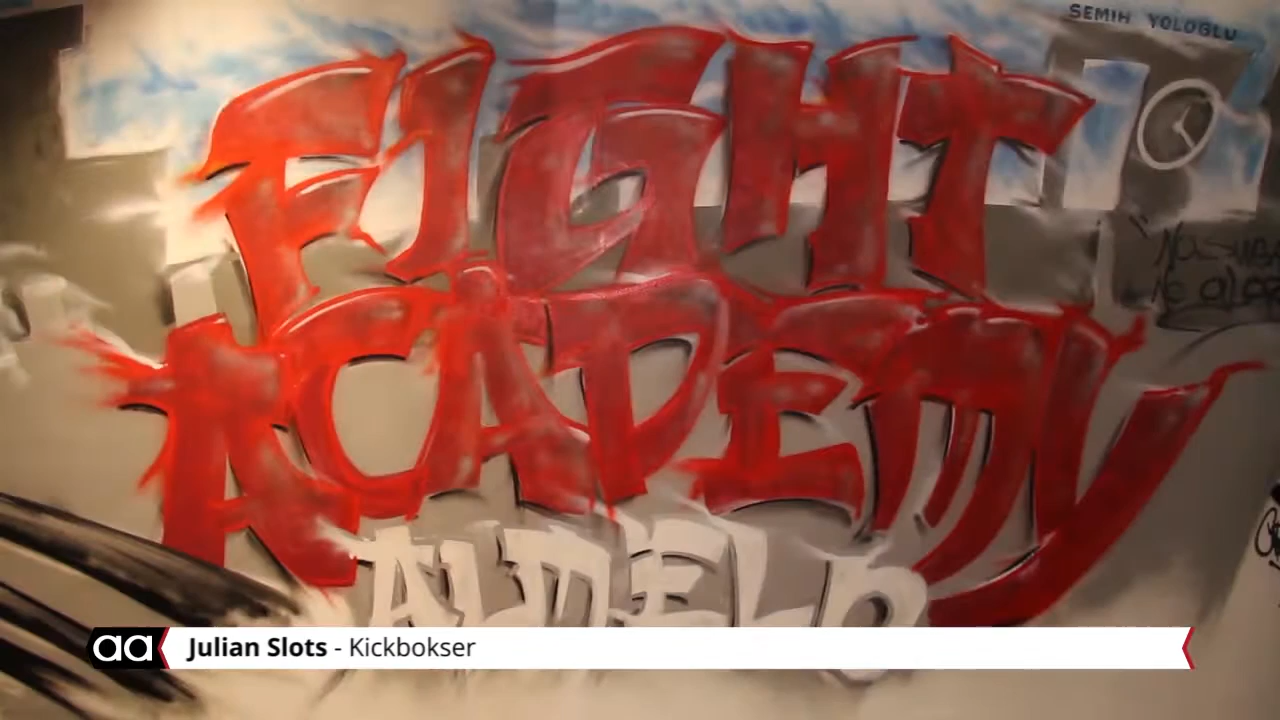 SEMIH YOLOGLU
FIGHT
ACADEMY
ALMELO
aa Julian Slots - Kickbokser